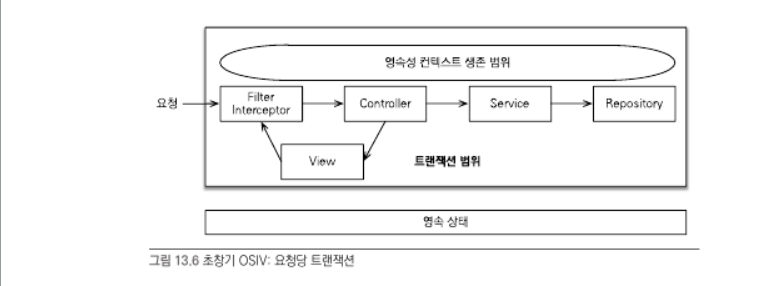 영속성 컨텍스트 생존 범위
요청
Filter
Interceptor
Controller
Service
Repository
View
트랜잭션 범위
영속 상태
그림 13.6 초창기 OSIV: 요청당 트랜잭션